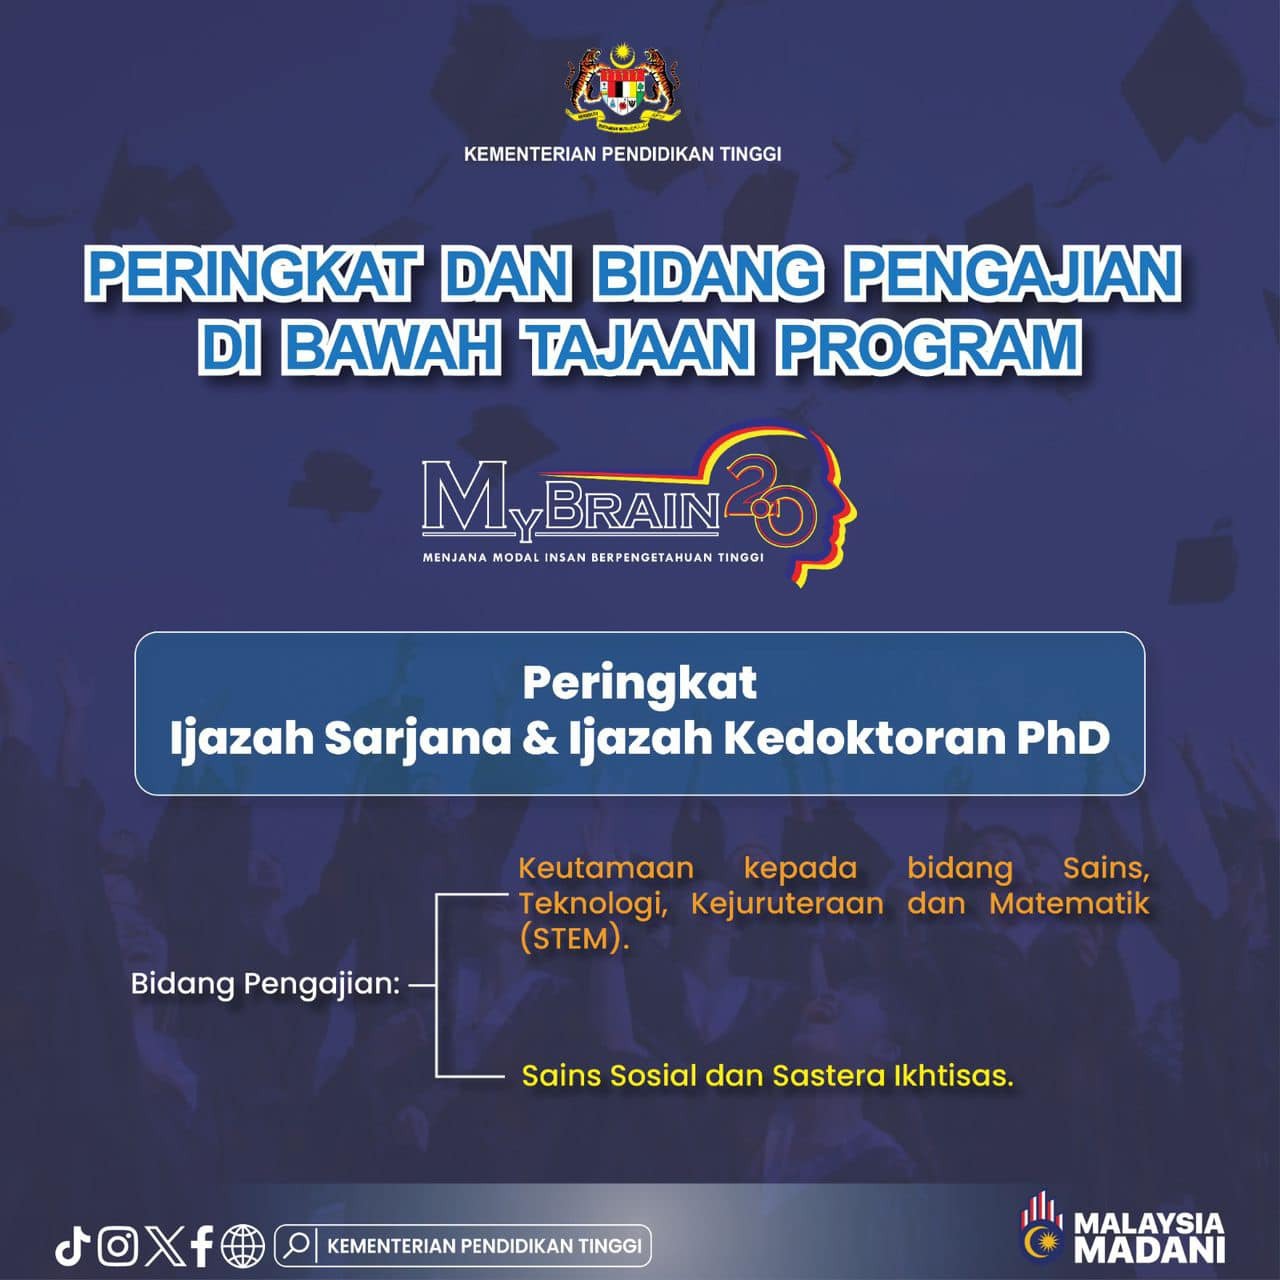 KEMENTERIAN PENDIDIKAN TINGGI
PERINGKAT DAN BIDANG PENGAJIAN
DI BAWAH TAJAAN PROGRAM
MYBRAIN 2.0
MENJANA MODAL INSAN BERPENGETAHUAN TINGGI
Peringkat
Ijazah Sarjana & Ijazah Kedoktoran PhD
Keutamaan kepada bidang Sains,
Teknologi, Kejuruteraan dan Matematik
(STEM).
Bidang Pengajian:
Sains Sosial dan Sastera Ikhtisas.
KEMENTERIAN PENDIDIKAN TINGGI
MALAYSIA
MADANI